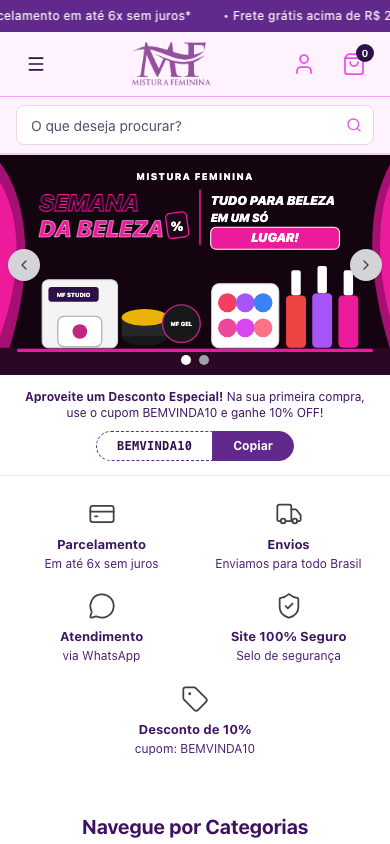 celamento em até 6x sem juros* • Frete grátis acima de R$ 2
MF
MISTURA FEMININA
0
O que deseja procurar?
MISTURA FEMININA
SEMANA
DA BELEZA %
TUDO PARA BELEZA
EM UM SÓ
LUGAR!
MF STUDIO
MF GEL
Aproveite um Desconto Especial! Na sua primeira compra,
use o cupom BEMVINDA10 e ganhe 10% OFF!
BEMVINDA10 Copiar
Parcelamento
Em até 6x sem juros
Envios
Enviamos para todo Brasil
Atendimento
via WhatsApp
Site 100% Seguro
Selo de segurança
Desconto de 10%
cupom: BEMVINDA10
Navegue por Categorias